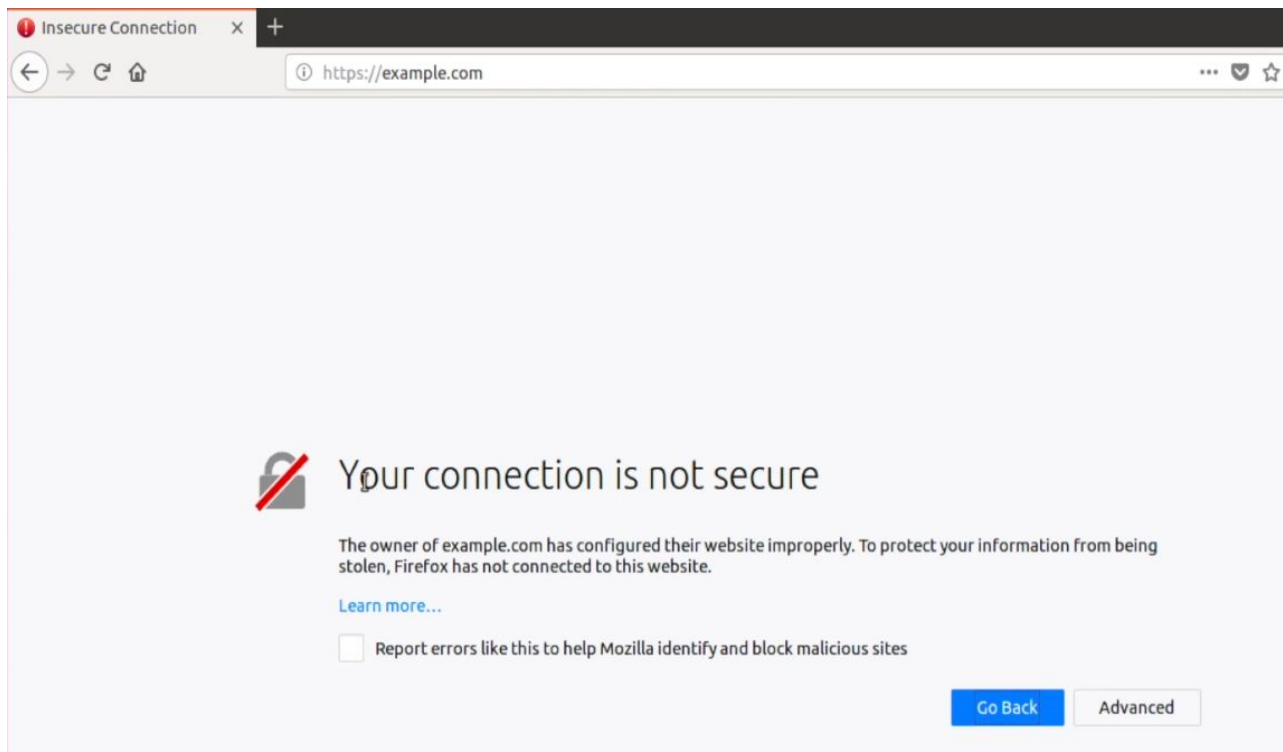 Insecure Connection
https://example.com
Your connection is not secure
The owner of example.com has configured their website improperly. To protect your information from being
stolen, Firefox has not connected to this website.
Learn more…
Report errors like this to help Mozilla identify and block malicious sites
Go Back Advanced